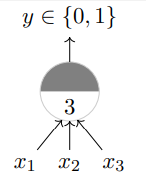 y ∈ {0, 1}
3
x₁ x₂ x₃